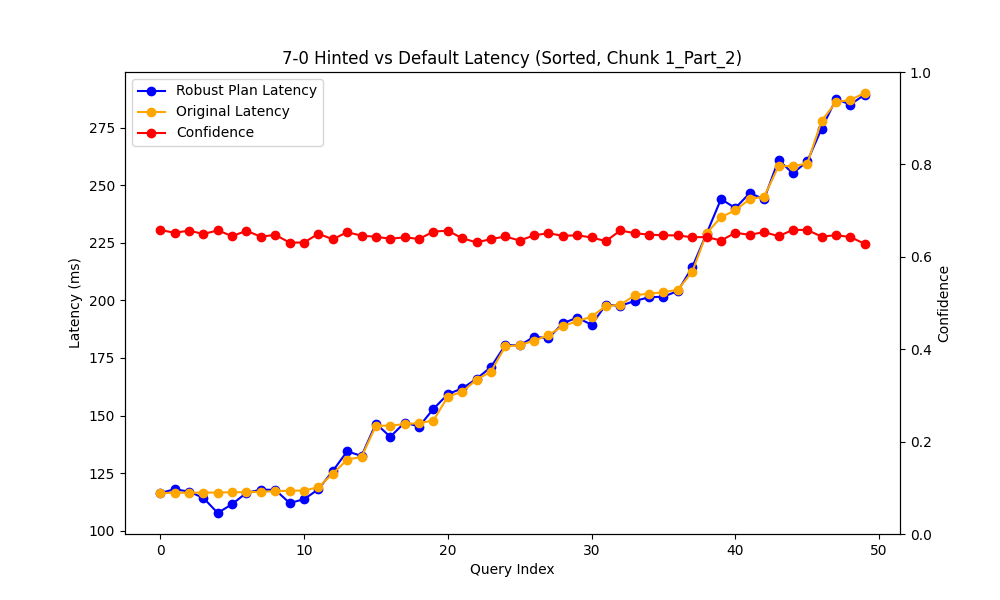 7-0 Hinted vs Default Latency (Sorted, Chunk 1_Part_2)
Robust Plan Latency
Original Latency
Confidence
Latency (ms)
275
250
225
200
175
150
125
100
1.0
0.8
0.6
0.4
0.2
0.0
Confidence
0 10 20 30 40 50
Query Index